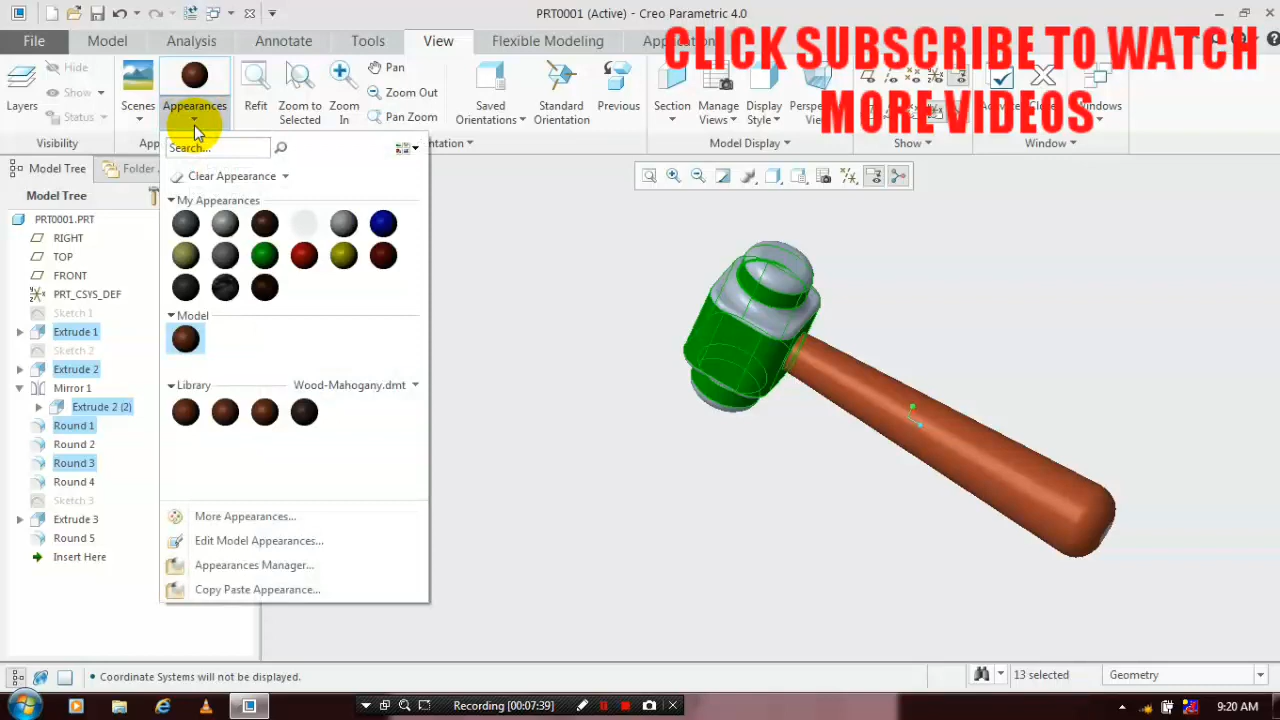 PRT0001 (Active) - Creo Parametric 4.0
File Model Analysis Annotate Tools View Flexible Modeling
CLICK SUBSCRIBE TO WATCH
MORE VIDEOS
Hide
Show
Status
Layers
Scenes
Appearances
Refit
Zoom to
Selected
Zoom
In
Pan
Zoom Out
Pan Zoom
Saved
Orientations
Standard
Orientation
Previous
Section
Manage
Views
Display
Style
Visibility
Model Display
Show
Window
Search...
Clear Appearance
My Appearances
Model
Library Wood-Mahogany.dmt
More Appearances...
Edit Model Appearances...
Appearances Manager...
Copy Paste Appearance...
Model Tree
Folder
Model Tree
PRT0001.PRT
RIGHT
TOP
FRONT
PRT_CSYS_DEF
Sketch 1
Extrude 1
Sketch 2
Extrude 2
Mirror 1
Extrude 2 (2)
Round 1
Round 2
Round 3
Round 4
Sketch 3
Extrude 3
Round 5
Insert Here
• Coordinate Systems will not be displayed.
13 selected
Geometry
Recording [00:07:39]
9:20 AM